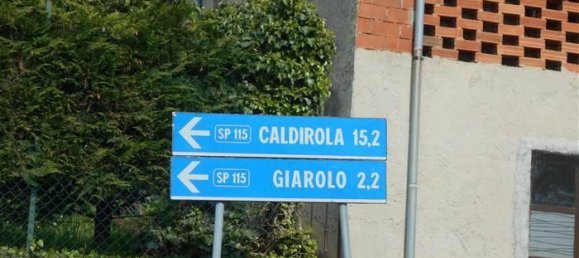 SP 115 CALDIROLA 15,2
SP 115 GIAROLO 2,2